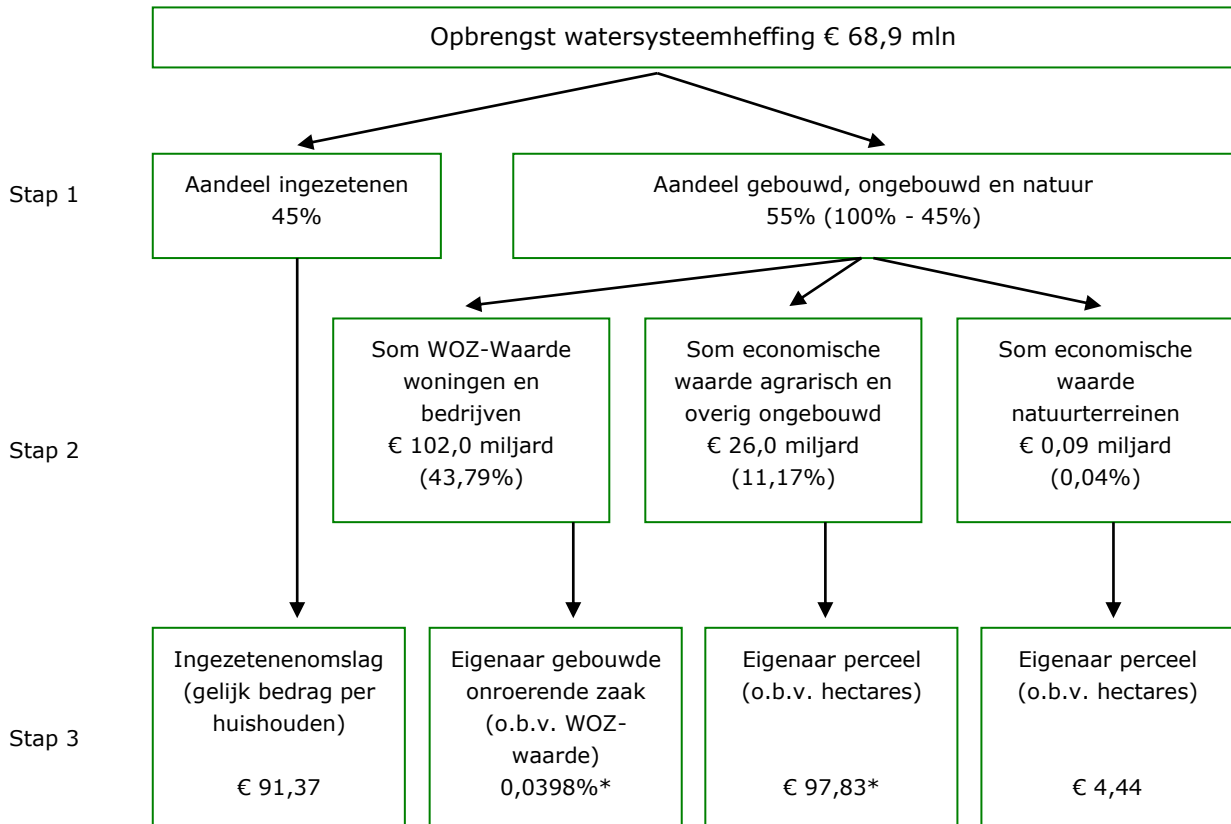 Opbrengst watersysteemheffing € 68,9 mln
Stap 1
Aandeel ingezetenen
45%
Aandeel gebouwd, ongebouwd en natuur
55% (100% - 45%)
Stap 2
Som WOZ-Waarde
woningen en
bedrijven
€ 102,0 miljard
(43,79%)
Som economische
waarde agrarisch en
overig ongebouwd
€ 26,0 miljard
(11,17%)
Som economische
waarde
natuurterreinen
€ 0,09 miljard
(0,04%)
Stap 3
Ingezetenenomslag
(gelijk bedrag per
huishouden)
€ 91,37
Eigenaar gebouwde
onroerende zaak
(o.b.v. WOZ-
waarde)
0,0398%*
Eigenaar perceel
(o.b.v. hectares)
€ 97,83*
Eigenaar perceel
(o.b.v. hectares)
€ 4,44